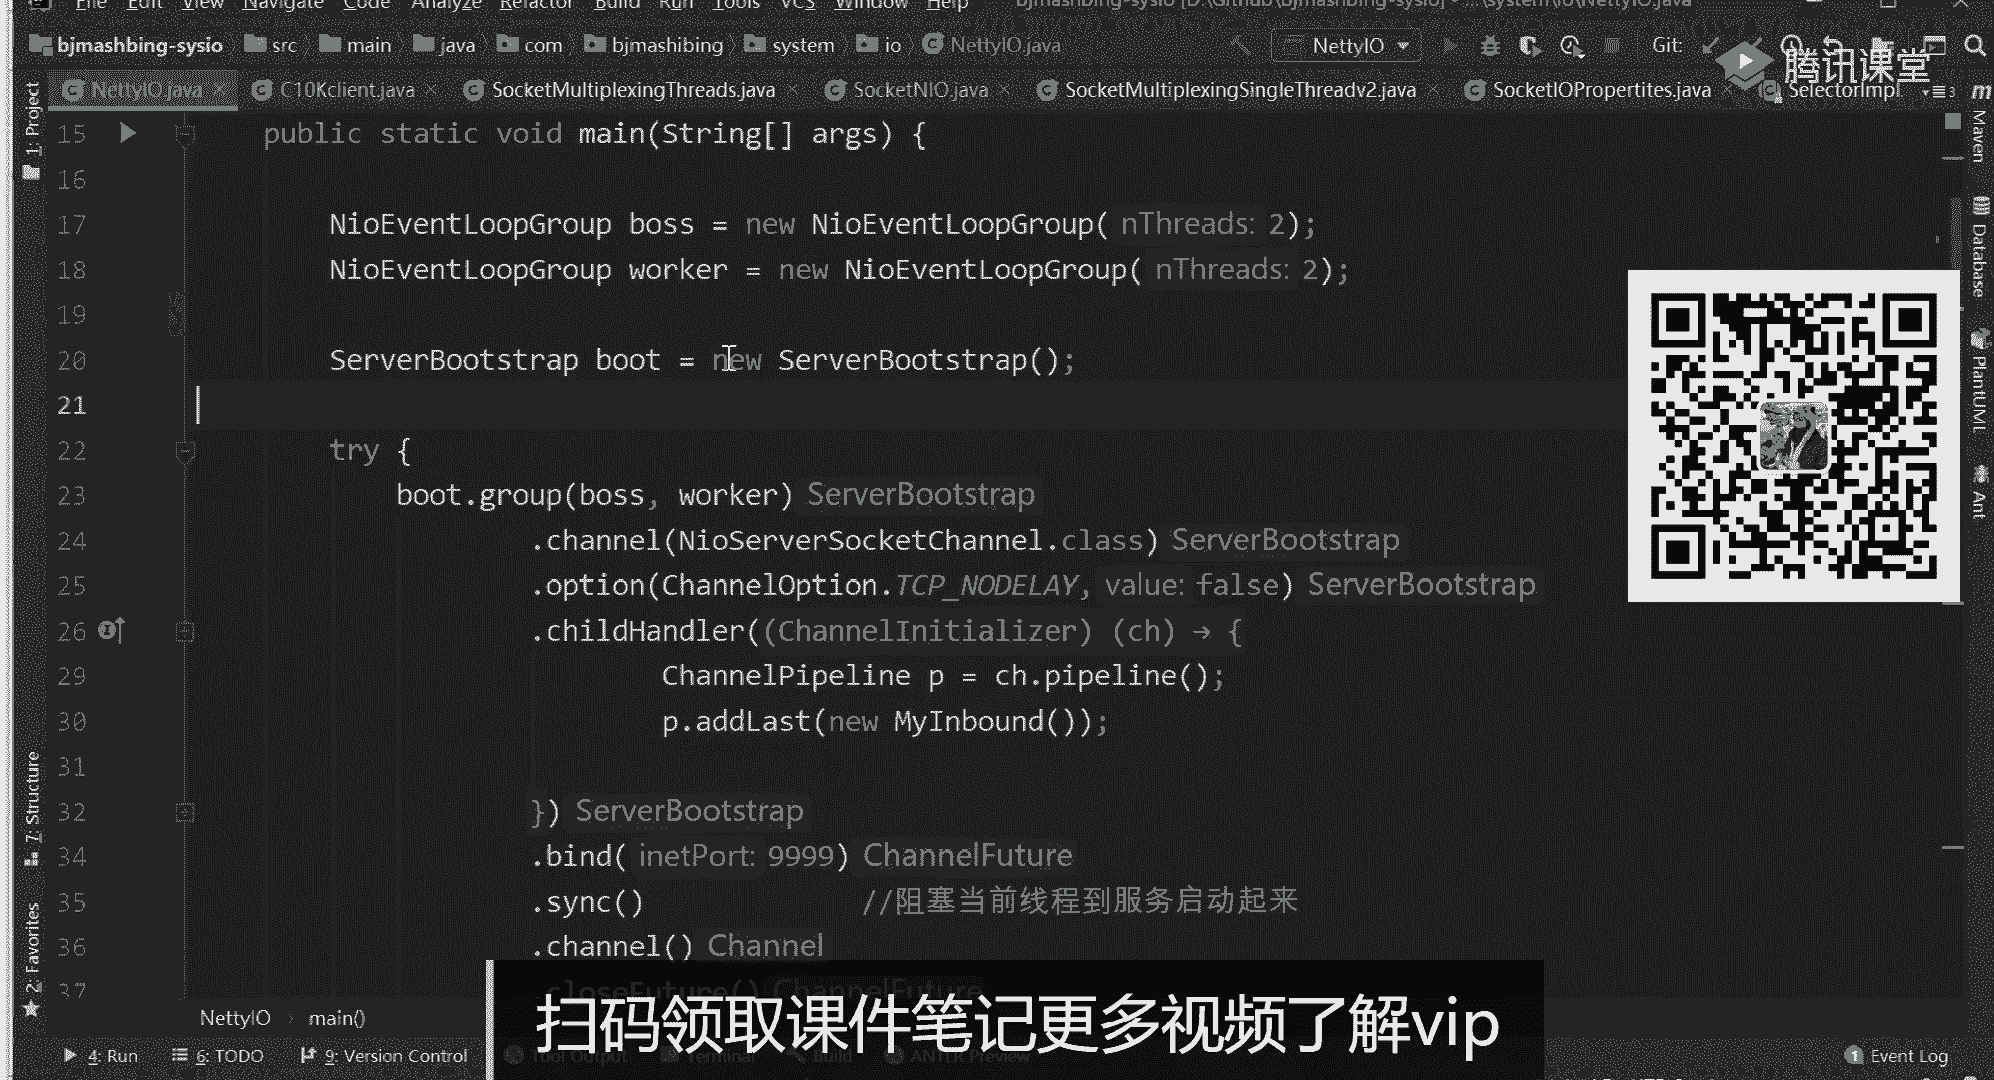 File Edit View Navigate Code Analyze Refactor Build Run Tools VCS Window Help bjmashbing-sysio [D:\Github\bjmashbing-sysio] - ...\system\io\NettyIO.java
bjmashbing-sysio src main java com bjmashibing system io NettyIO.java NettyIO Git:
腾讯课堂
NettyIO.java C10Kclient.java SocketMultiplexingThreads.java SocketNIO.java SocketMultiplexingSingleThreadv2.java SocketIOPropertites.java SelectorImpl
1: Project
Maven
Database
PlantUML
Ant
15 public static void main(String[] args) {
16
17 NioEventLoopGroup boss = new NioEventLoopGroup( nThreads: 2);
18 NioEventLoopGroup worker = new NioEventLoopGroup( nThreads: 2);
19
20 ServerBootstrap boot = new ServerBootstrap();
21
22 try {
23 boot.group(boss, worker) ServerBootstrap
24 .channel(NioServerSocketChannel.class) ServerBootstrap
25 .option(ChannelOption.TCP_NODELAY, value: false) ServerBootstrap
26 .childHandler((ChannelInitializer) (ch) → {
29 ChannelPipeline p = ch.pipeline();
30 p.addLast(new MyInbound());
31
32 }) ServerBootstrap
34 .bind( inetPort: 9999) ChannelFuture
35 .sync() //阻塞当前线程到服务启动起来
36 .channel() Channel
37 .closeFuture() ChannelFuture
7: Structure
2: Favorites
NettyIO main()
扫码领取课件笔记更多视频了解vip
4: Run 6: TODO 9: Version Control Tool Output Terminal Build ANTLR Preview 1 Event Log